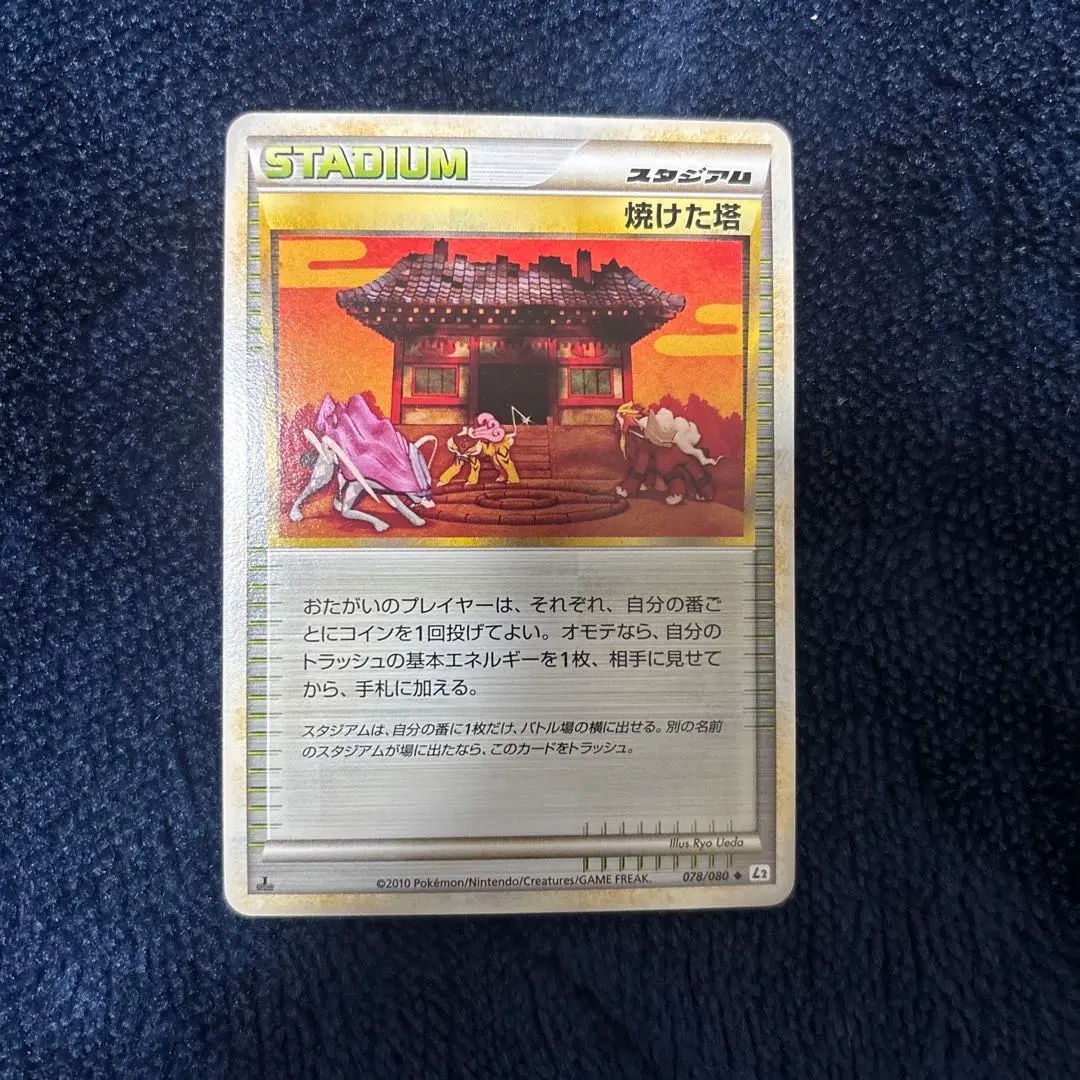 STADIUM
スタジアム
焼けた塔
おたがいのプレイヤーは、それぞれ、自分の番ご
とにコインを1回投げてよい。オモテなら、自分の
トラッシュの基本エネルギーを1枚、相手に見せて
から、手札に加える。
スタジアムは、自分の番に1枚だけ、バトル場の横に出せる。別の名前
のスタジアムが場に出たなら、このカードをトラッシュ。
Illus. Ryo Ueda
©2010 Pokémon/Nintendo/Creatures/GAME FREAK.
078/080 ◆ L2